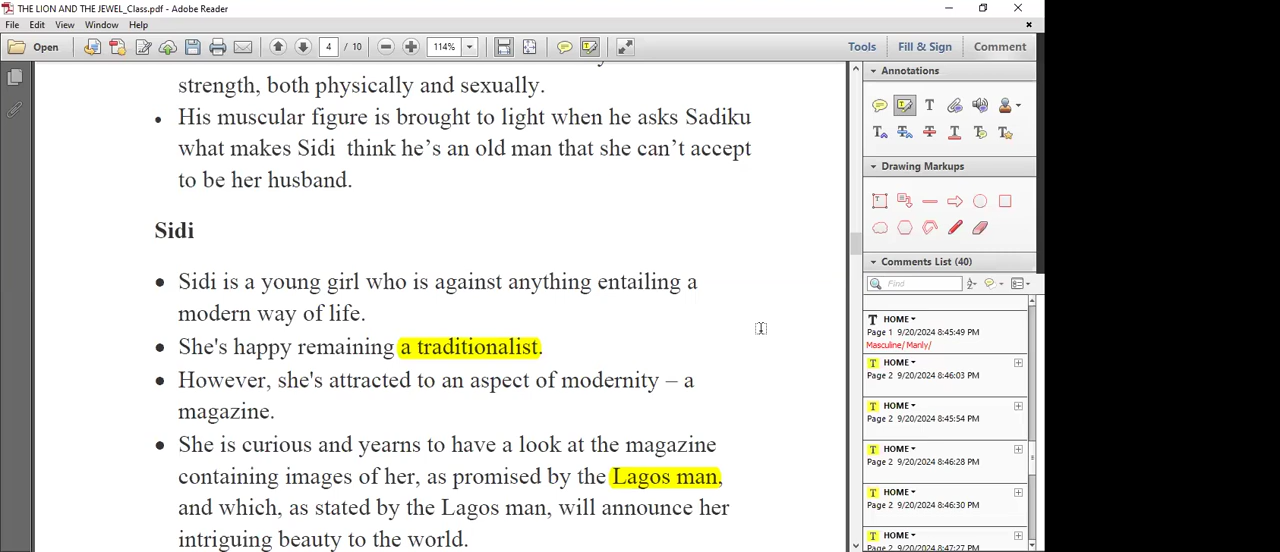 THE LION AND THE JEWEL_Class.pdf - Adobe Reader
File Edit View Window Help
Open 4 / 10 114% Tools Fill & Sign Comment
strength, both physically and sexually.
• His muscular figure is brought to light when he asks Sadiku
what makes Sidi think he's an old man that she can't accept
to be her husband.
Sidi
• Sidi is a young girl who is against anything entailing a
modern way of life.
• She's happy remaining a traditionalist.
• However, she's attracted to an aspect of modernity – a
magazine.
• She is curious and yearns to have a look at the magazine
containing images of her, as promised by the Lagos man,
and which, as stated by the Lagos man, will announce her
intriguing beauty to the world.
Annotations
Drawing Markups
Comments List (40)
Find
HOME
Page 1 9/20/2024 8:45:49 PM
Masculine/ Manly/
HOME
Page 2 9/20/2024 8:46:03 PM
HOME
Page 2 9/20/2024 8:45:54 PM
HOME
Page 2 9/20/2024 8:46:28 PM
HOME
Page 2 9/20/2024 8:46:30 PM
HOME
Page 2 9/20/2024 8:47:27 PM